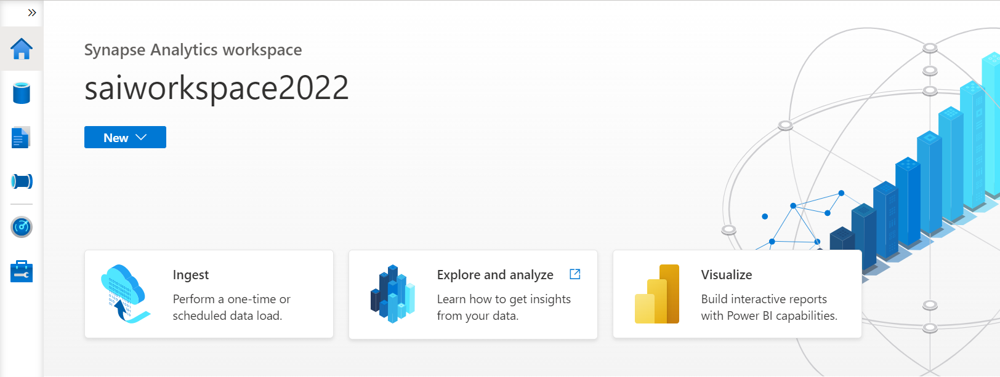 Synapse Analytics workspace
saiworkspace2022
New
Ingest
Perform a one-time or
scheduled data load.
Explore and analyze
Learn how to get insights
from your data.
Visualize
Build interactive reports
with Power BI capabilities.